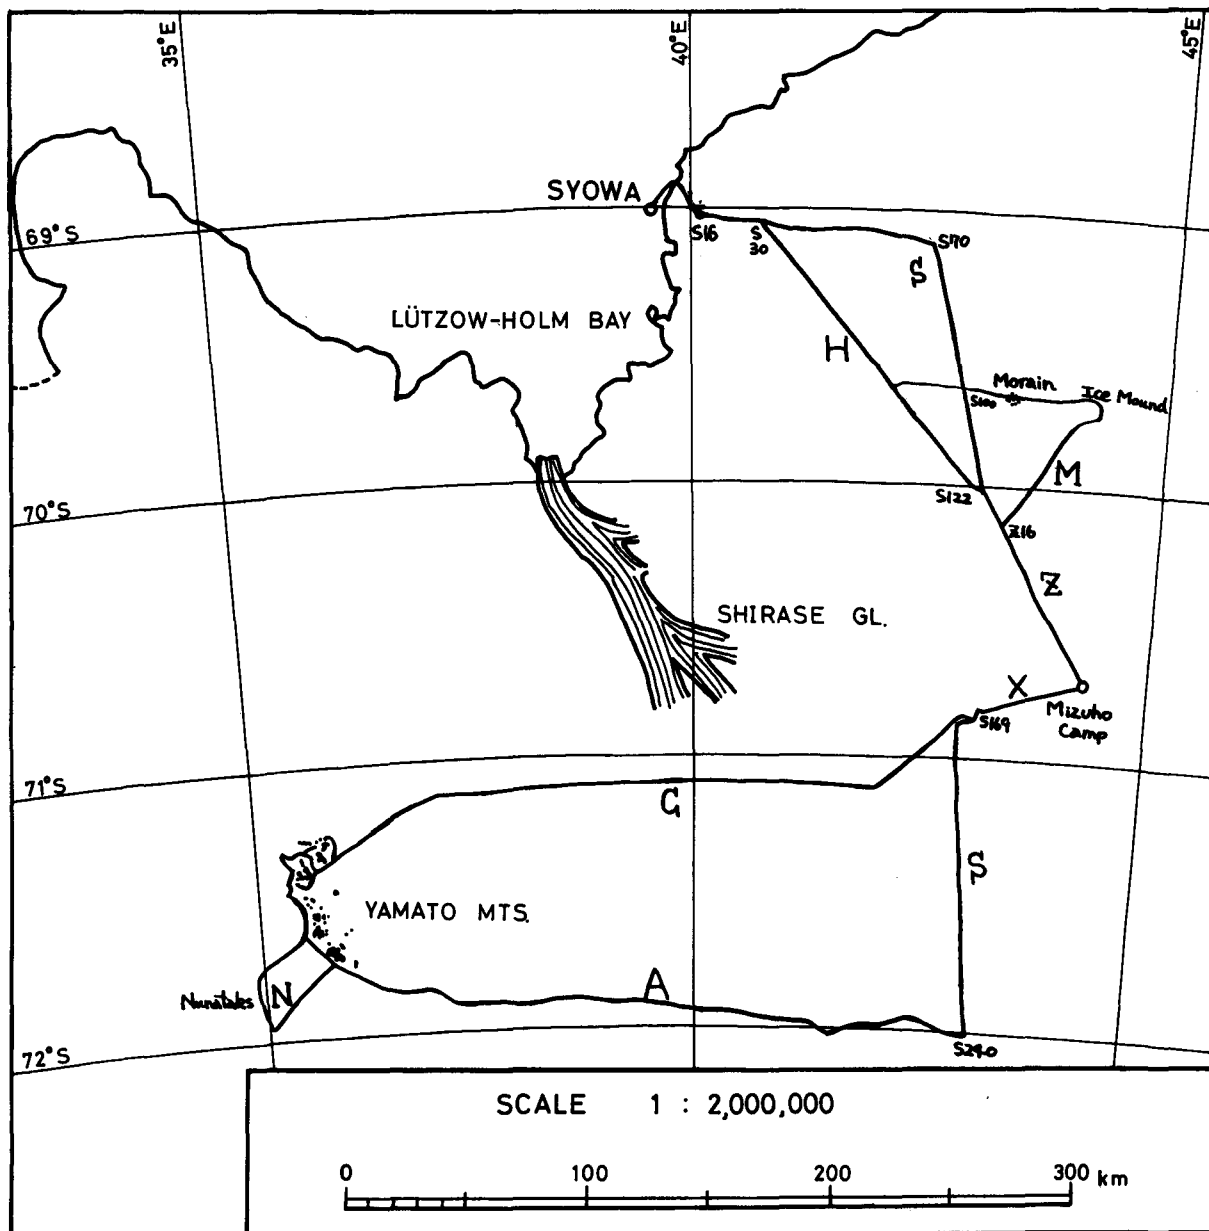 35°E
40°E
45°E
SYOWA
69°S
S16
S
30
S70
S
LÜTZOW-HOLM BAY
H
Morain
Ice Mound
S100
M
70°S
S122
Z16
Z
SHIRASE GL.
X
S169
Mizuho
Camp
71°S
G
S
YAMATO MTS.
A
Nunataks
N
72°S
S240
SCALE 1 : 2,000,000
0 100 200 300 km